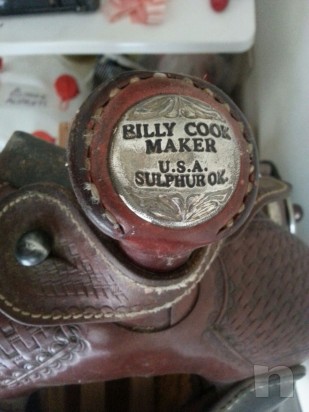 BILLY COOK
MAKER
U.S.A.
SULPHUR OK.
n